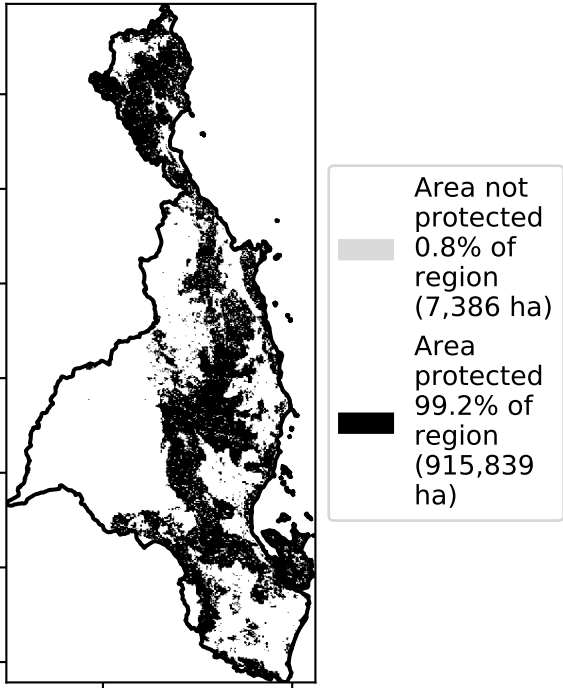 Area not
protected
0.8% of
region
(7,386 ha)
Area
protected
99.2% of
region
(915,839
ha)